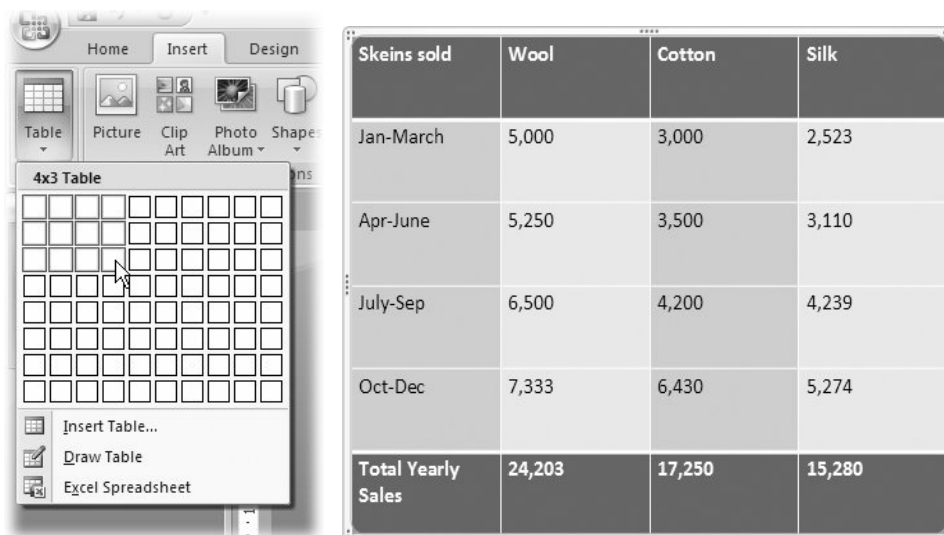 Home Insert Design
Table Picture Clip Art Photo Album Shapes
ns
4x3 Table
Insert Table...
Draw Table
Excel Spreadsheet
Skeins sold Wool Cotton Silk
Jan-March 5,000 3,000 2,523
Apr-June 5,250 3,500 3,110
July-Sep 6,500 4,200 4,239
Oct-Dec 7,333 6,430 5,274
Total Yearly Sales 24,203 17,250 15,280